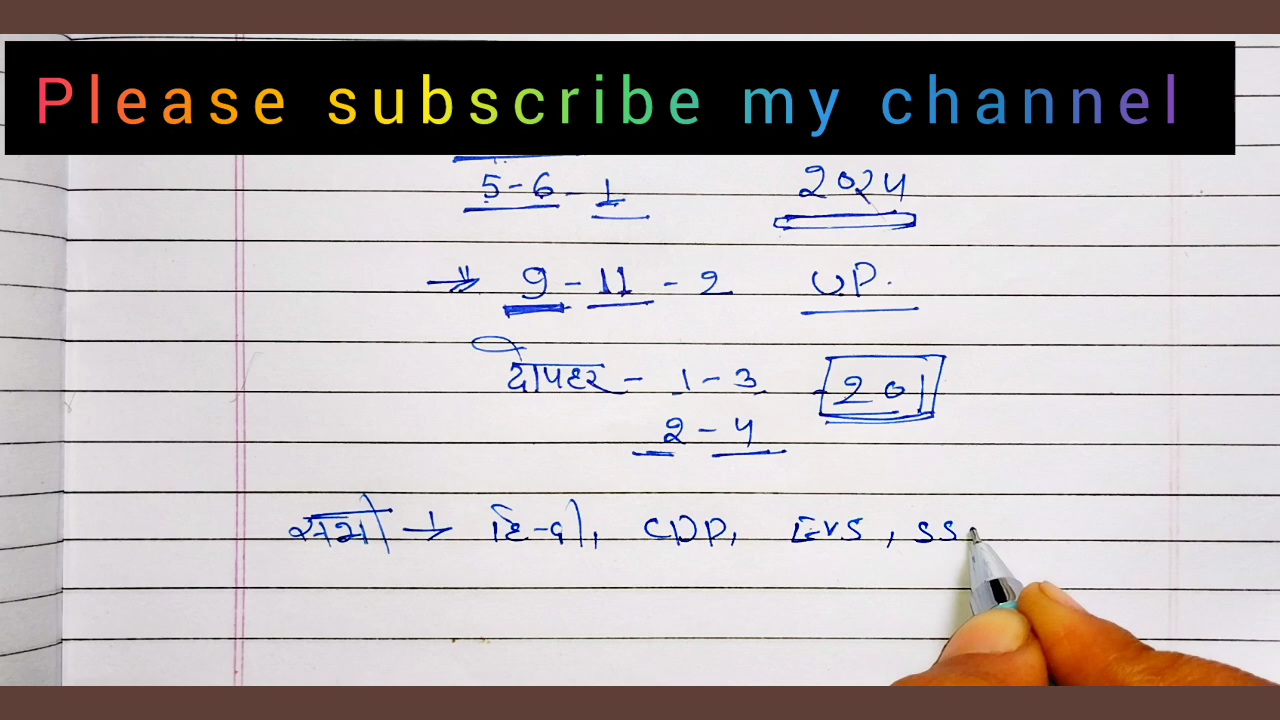 Please subscribe my channel
5-6-1 2024
9-11-2 UP.
दोपहर - 1-3 201
2-4
→ हिन्दी, CDP, EVS, SS